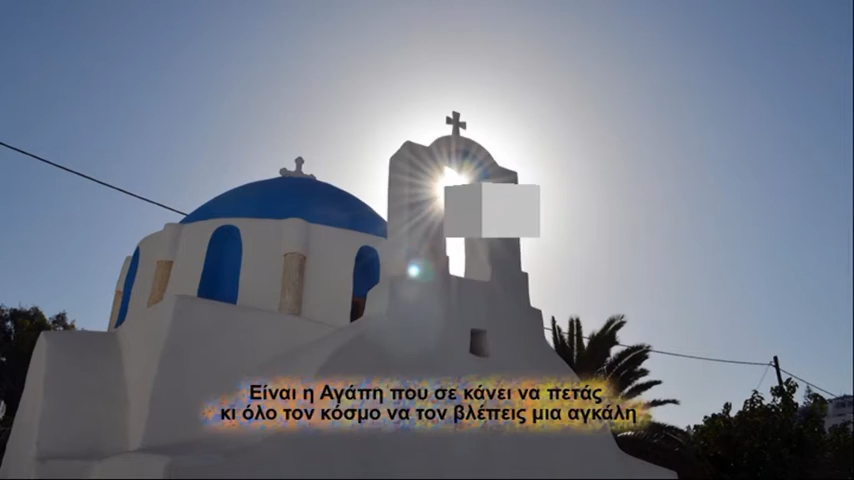 Είναι η Αγάπη που σε κάνει να πετάς
κι όλο τον κόσμο να τον βλέπεις μια αγκάλη